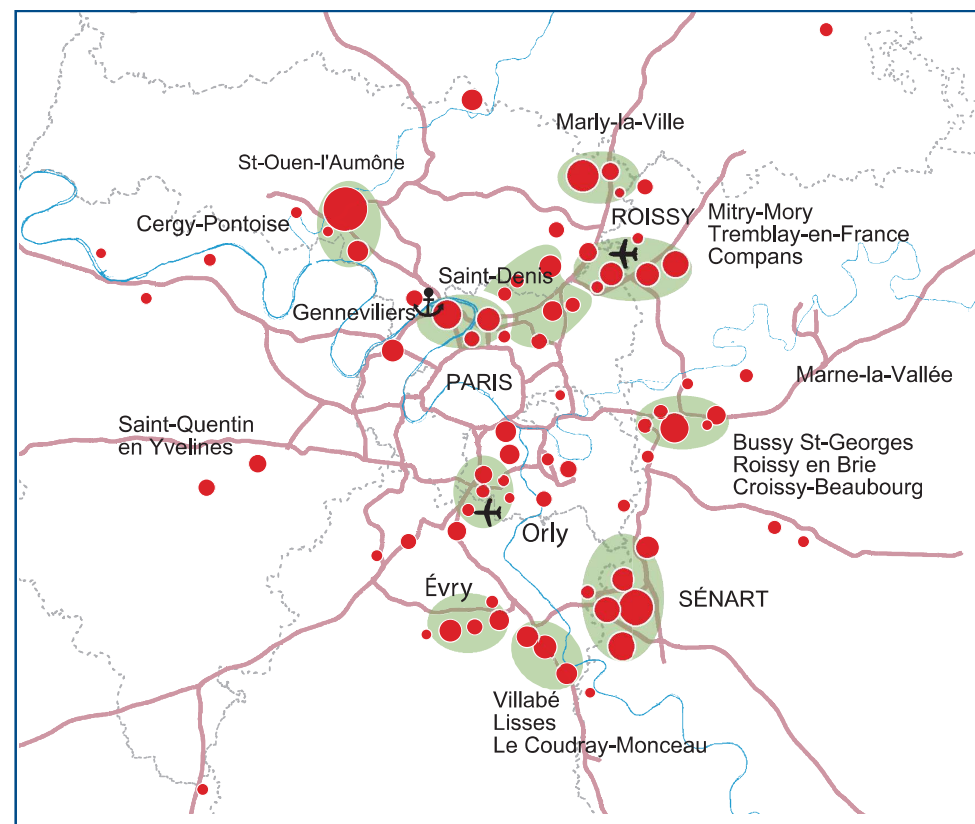 Marly-la-Ville
St-Ouen-l'Aumône
ROISSY
Mitry-Mory
Tremblay-en-France
Compans
Cergy-Pontoise
Saint-Denis
Genneviliers
PARIS
Marne-la-Vallée
Saint-Quentin
en Yvelines
Bussy St-Georges
Roissy en Brie
Croissy-Beaubourg
Orly
Évry
SÉNART
Villabé
Lisses
Le Coudray-Monceau